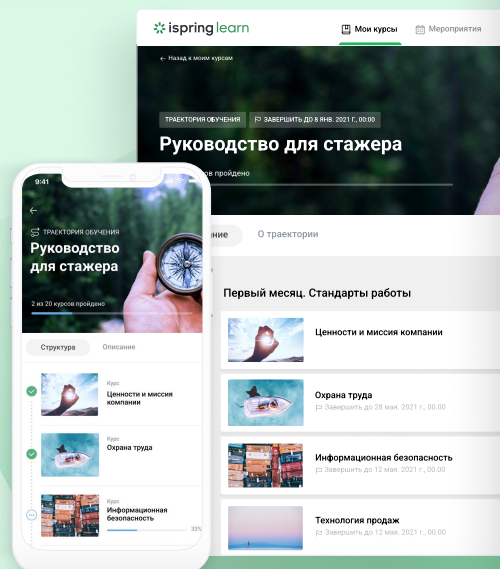 ispring learn
Мои курсы
Мероприятия
← Назад к моим курсам
ТРАЕКТОРИЯ ОБУЧЕНИЯ
ЗАВЕРШИТЬ ДО 8 ЯНВ. 2021 Г., 00:00
Руководство для стажера
пройдено
О траектории
Первый месяц. Стандарты работы
Ценности и миссия компании
Охрана труда
Завершить до 28 мая. 2021 г., 00.00
Информационная безопасность
Завершить до 12 мая. 2021 г., 00.00
Технология продаж
Завершить до 12 мая. 2021 г., 00.00
9:41
←
ТРАЕКТОРИЯ ОБУЧЕНИЯ
Руководство
для стажера
2 из 20 курсов пройдено
Структура
Описание
Курс
Ценности и миссия
компании
Курс
Охрана труда
Курс
Информационная
безопасность
33%